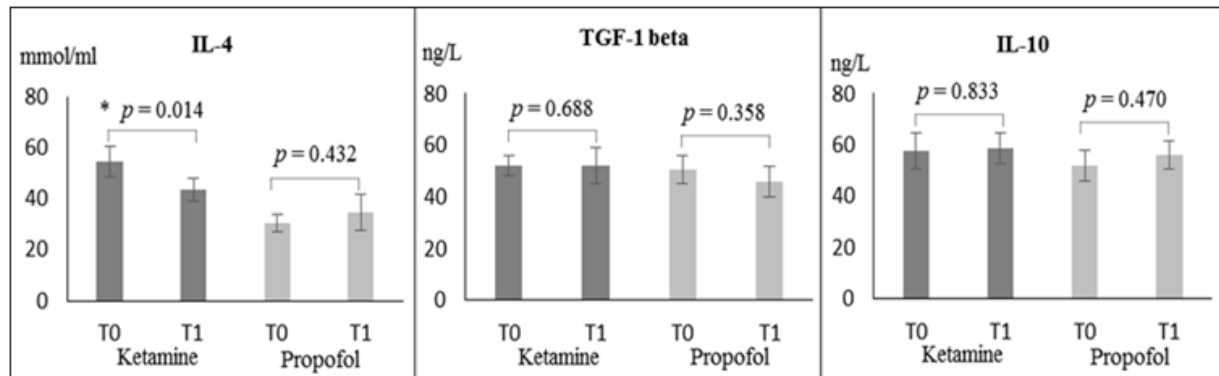 IL-4
mmol/ml
80
60
40
20
0
* p = 0.014
p = 0.432
T0 T1 T0 T1
Ketamine Propofol
TGF-1 beta
ng/L
80
60
40
20
0
p = 0.688
p = 0.358
T0 T1 T0 T1
Ketamine Propofol
IL-10
ng/L
80
60
40
20
0
p = 0.833
p = 0.470
T0 T1 T0 T1
Ketamine Propofol